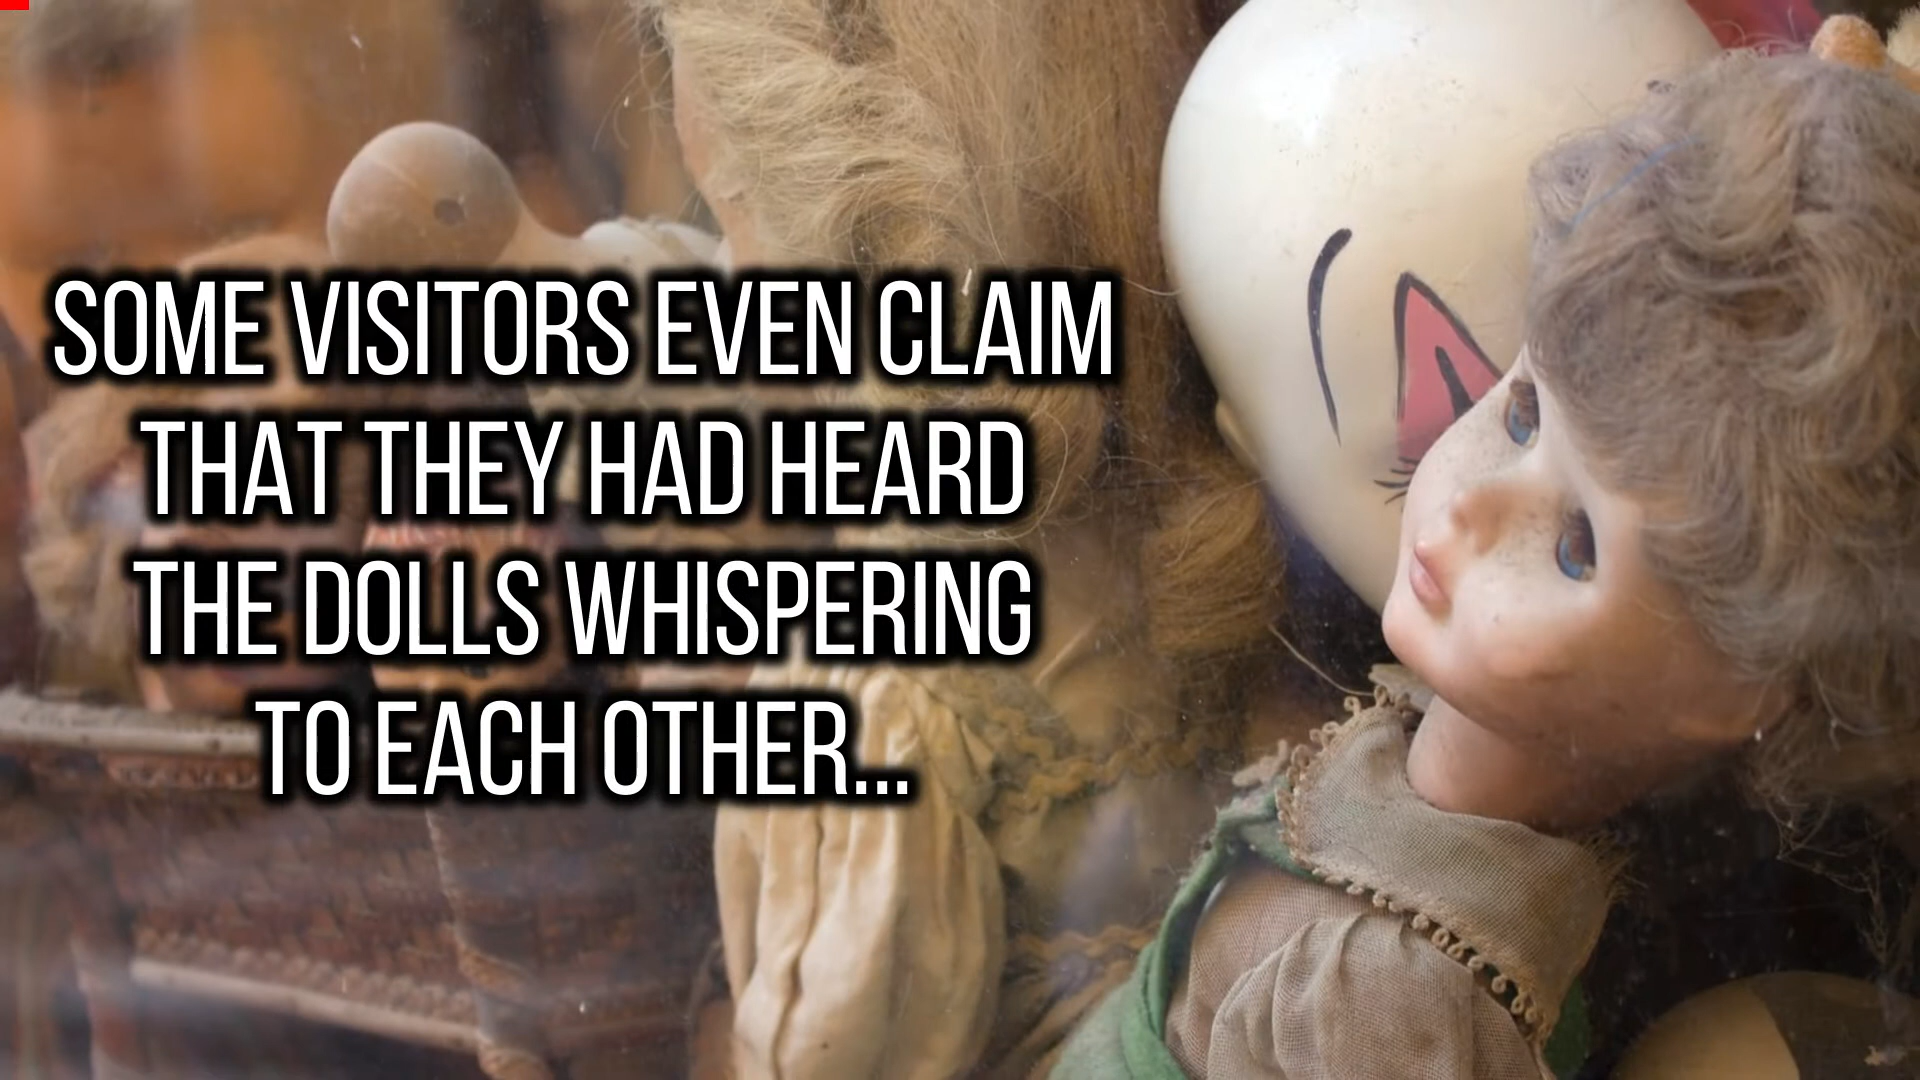 SOME VISITORS EVEN CLAIM
THAT THEY HAD HEARD
THE DOLLS WHISPERING
TO EACH OTHER...